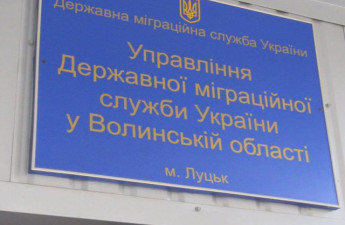 Державна міграційна служба України
Управління
Державної міграційної
служби України
у Волинській області
м. Луцьк